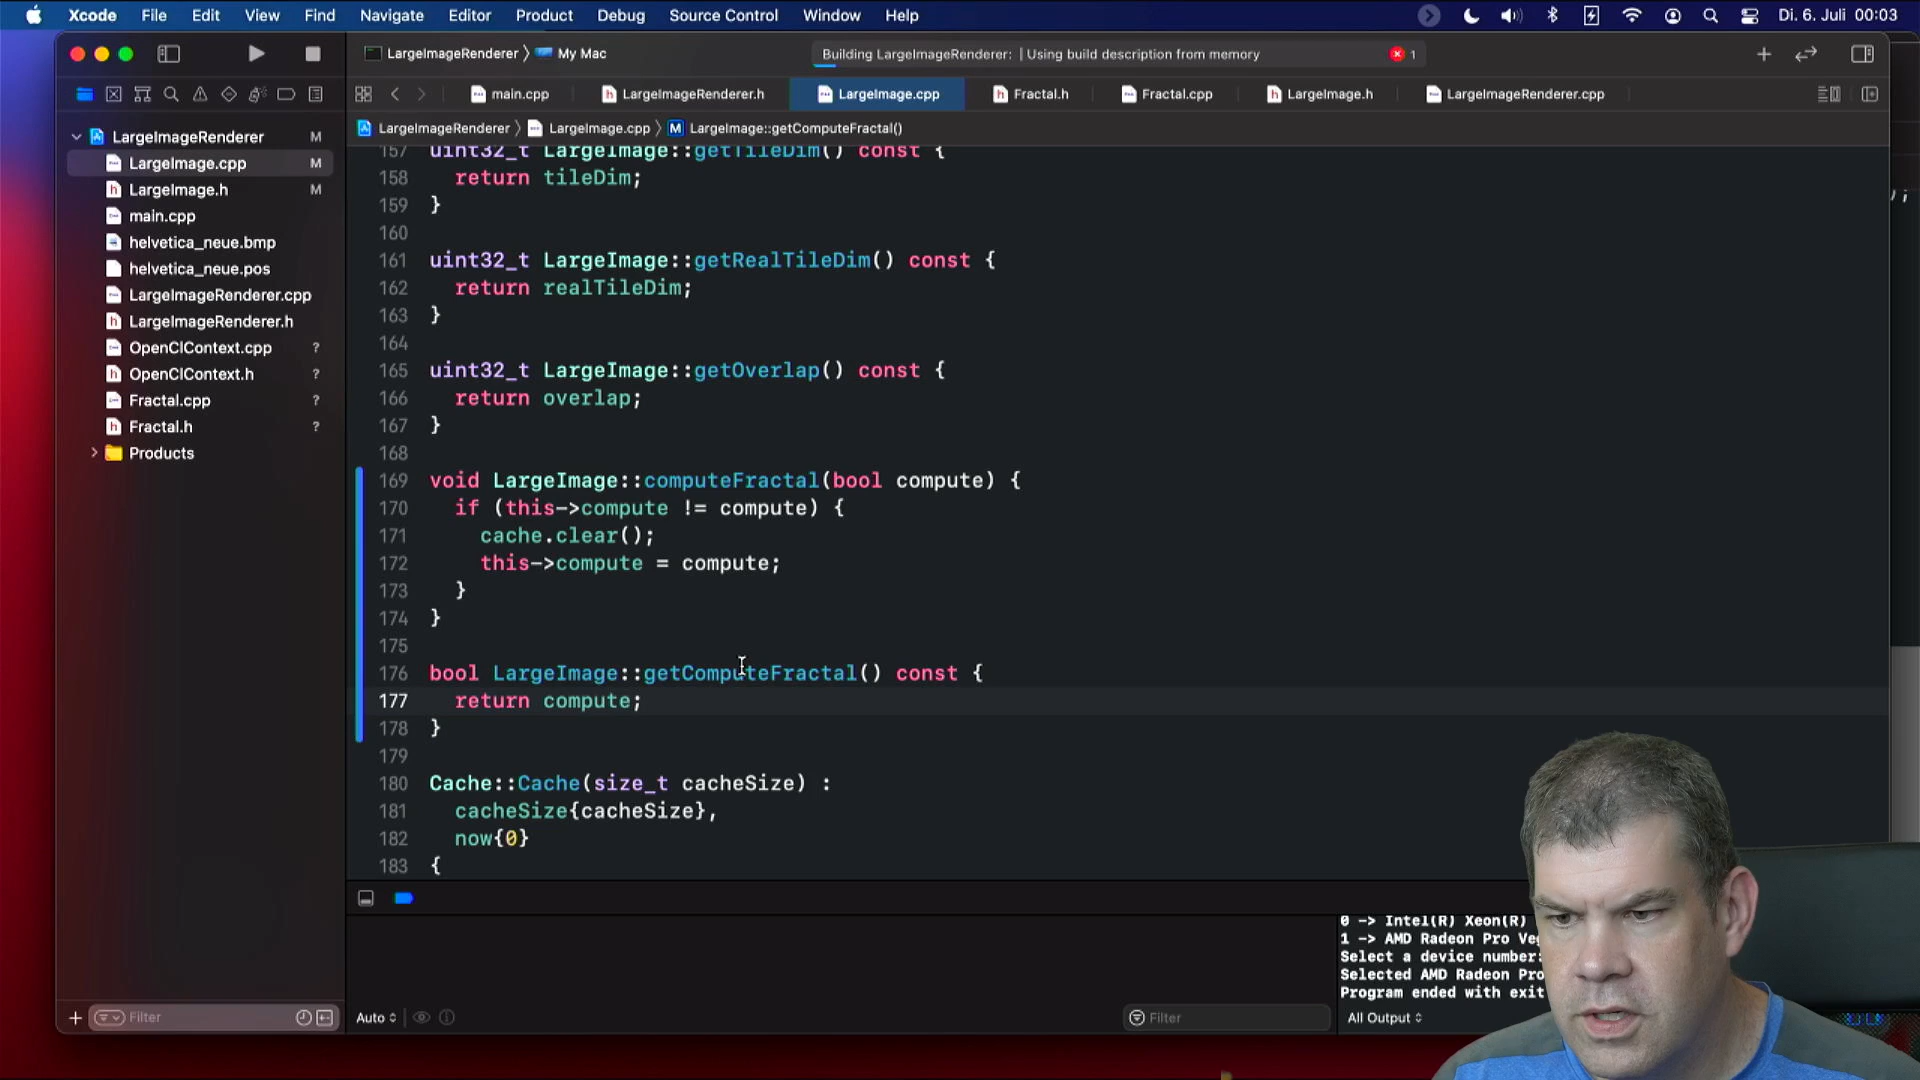 Xcode File Edit View Find Navigate Editor Product Debug Source Control Window Help Di. 6. Juli 00:03
LargeImageRenderer My Mac Building LargeImageRenderer: | Using build description from memory 1
main.cpp LargeImageRenderer.h LargeImage.cpp Fractal.h Fractal.cpp LargeImage.h LargeImageRenderer.cpp
LargeImageRenderer LargeImage.cpp M LargeImage::getComputeFractal()
LargeImageRenderer M
LargeImage.cpp M
LargeImage.h M
main.cpp
helvetica_neue.bmp
helvetica_neue.pos
LargeImageRenderer.cpp
LargeImageRenderer.h
OpenClContext.cpp ?
OpenClContext.h ?
Fractal.cpp ?
Fractal.h ?
Products
157 uint32_t LargeImage::getTileDim() const {
158 return tileDim;
159 }
160
161 uint32_t LargeImage::getRealTileDim() const {
162 return realTileDim;
163 }
164
165 uint32_t LargeImage::getOverlap() const {
166 return overlap;
167 }
168
169 void LargeImage::computeFractal(bool compute) {
170 if (this->compute != compute) {
171 cache.clear();
172 this->compute = compute;
173 }
174 }
175
176 bool LargeImage::getComputeFractal() const {
177 return compute;
178 }
179
180 Cache::Cache(size_t cacheSize) :
181 cacheSize{cacheSize},
182 now{0}
183 {
0 -> Intel(R) Xeon(R)
1 -> AMD Radeon Pro
Select a device number:
Selected AMD Radeon Pro
Program ended with exit
Filter
Auto
Filter
All Output